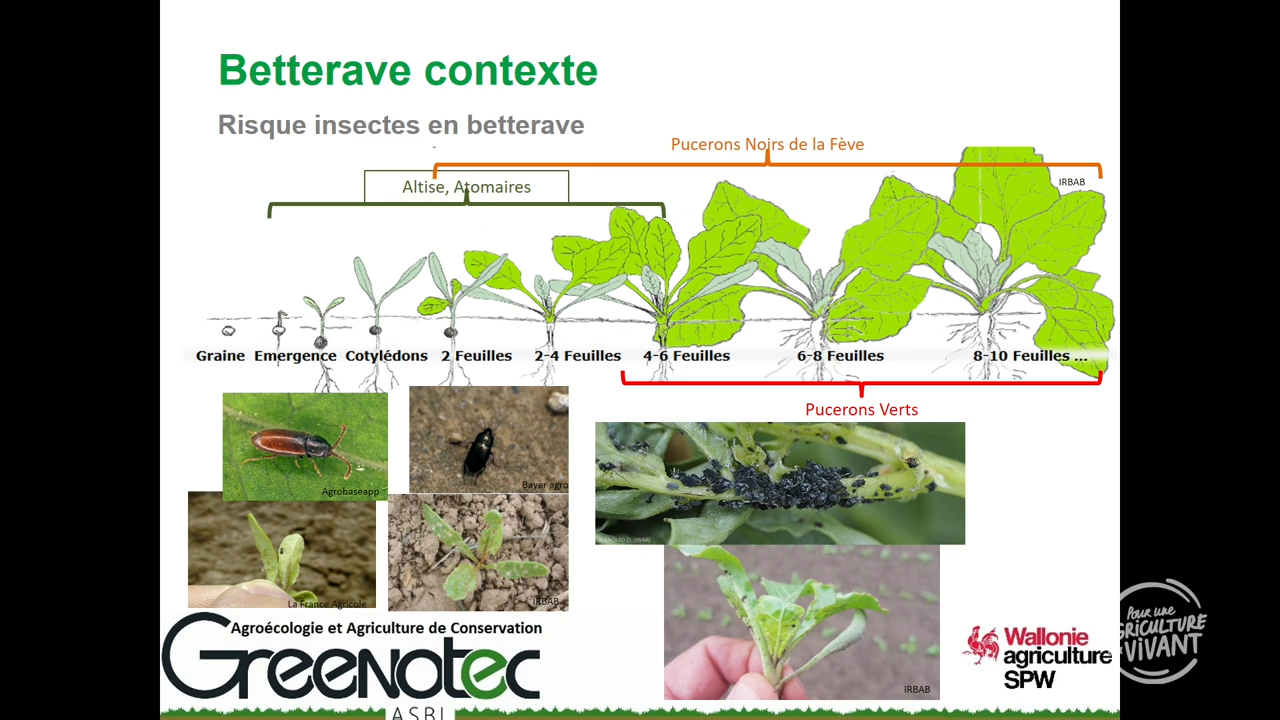 Betterave contexte
Risque insectes en betterave
Pucerons Noirs de la Fève
IRBAB
Altise, Atomaires
Graine Emergence Cotylédons 2 Feuilles 2-4 Feuilles 4-6 Feuilles 6-8 Feuilles 8-10 Feuilles ...
Pucerons Verts
Agrobaseapp
Bayer agro
La France Agricole
IRBAB
IRBAB
Agroécologie et Agriculture de Conservation
GREENOTEC
ASBL
Wallonie
agriculture
SPW
Pour une
AGRICULTURE
VIVANT